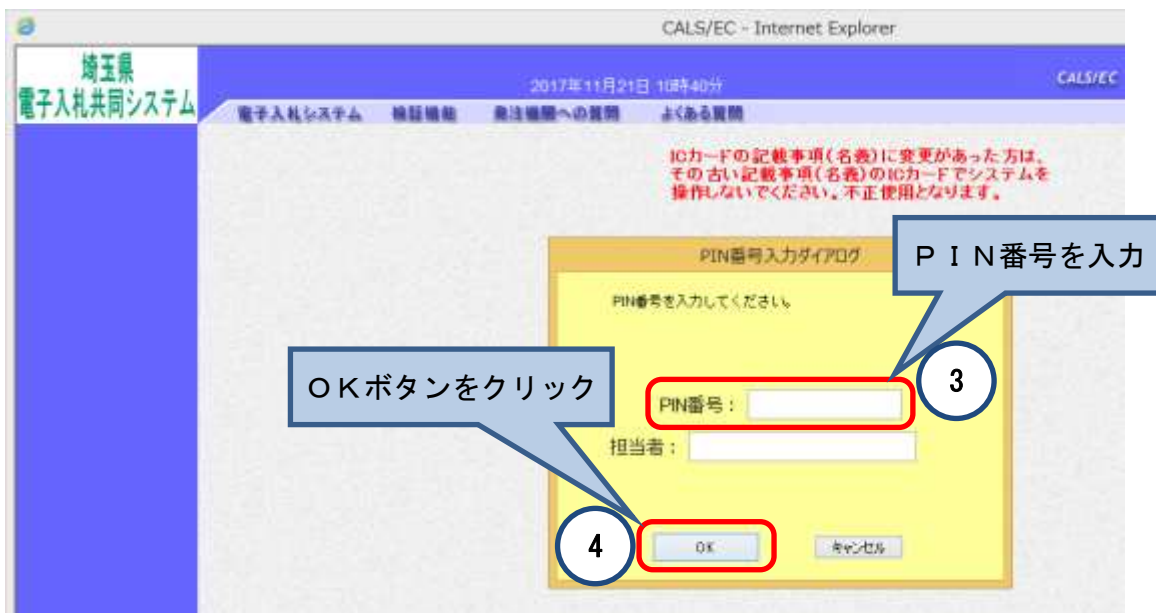 CALS/EC - Internet Explorer
埼玉県
電子入札共同システム
2017年11月21日 10時40分
CALS/EC
電子入札システム 検証機能 発注機関への質問 よくある質問
ICカードの記載事項(名義)に変更があった方は、
その古い記載事項(名義)のICカードでシステムを
操作しないでください。不正使用となります。
PIN番号入力ダイアログ
ＰＩＮ番号を入力
PIN番号を入力してください。
ＯＫボタンをクリック
3
PIN番号：
担当者：
4
OK
キャンセル